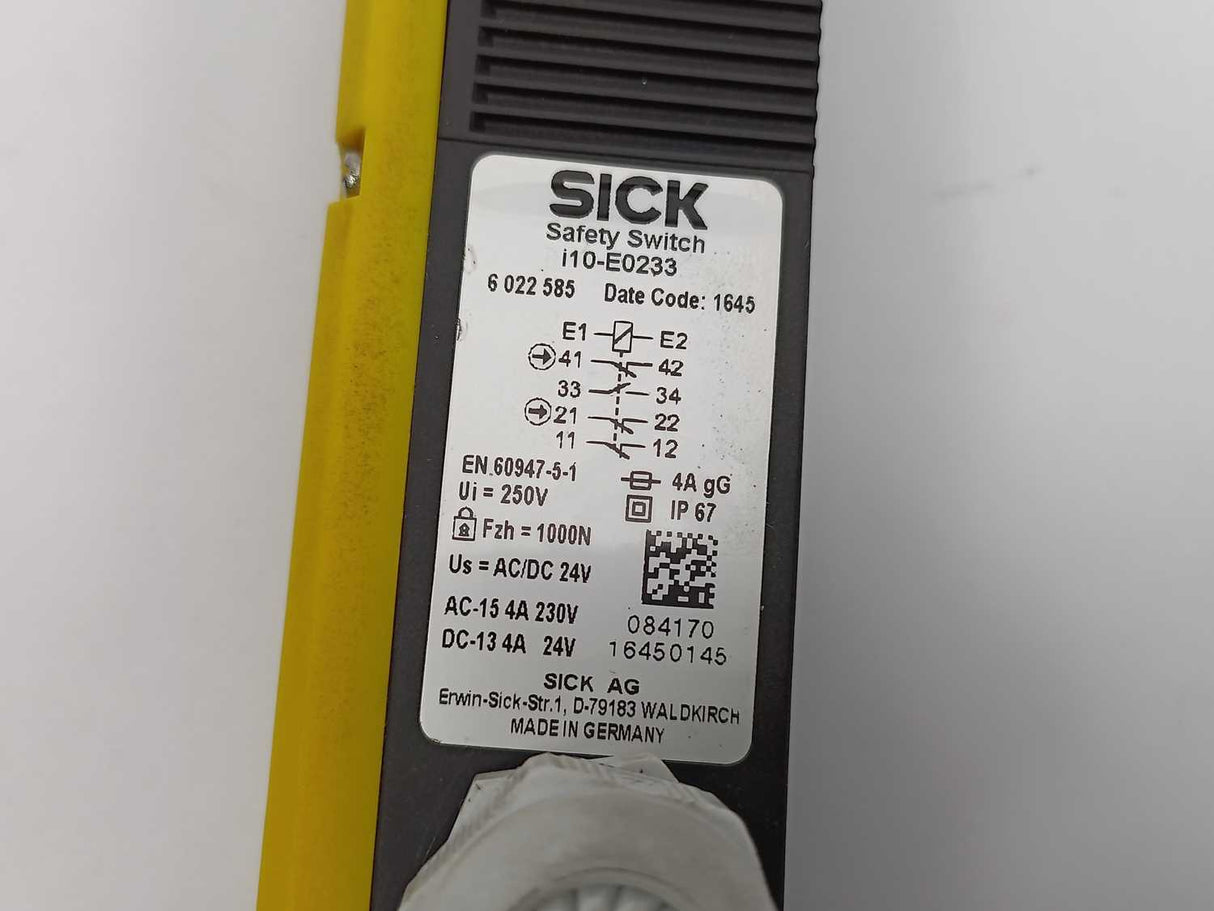 SICK
Safety Switch
i10-E0233
6 022 585 Date Code: 1645
E1 E2
41 42
33 34
21 22
11 12
EN 60947-5-1
4A gG
Ui = 250V
IP 67
Fzh = 1000N
Us = AC/DC 24V
AC-15 4A 230V
084170
DC-13 4A 24V
16450145
SICK AG
Erwin-Sick-Str.1, D-79183 WALDKIRCH
MADE IN GERMANY